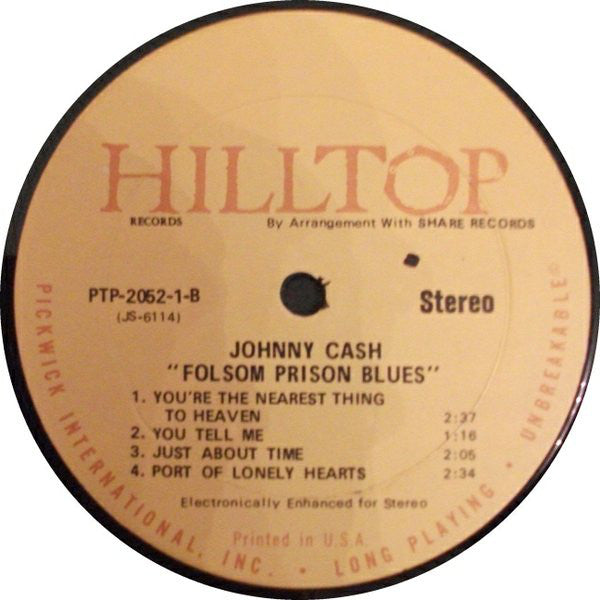 HILLTOP
RECORDS By Arrangement With SHARE RECORDS
PTP-2052-1-B Stereo
(JS-6114)
JOHNNY CASH
"FOLSOM PRISON BLUES"
1. YOU'RE THE NEAREST THING
TO HEAVEN 2:37
2. YOU TELL ME 1:16
3. JUST ABOUT TIME 2:05
4. PORT OF LONELY HEARTS 2:34
Electronically Enhanced for Stereo
Printed in U.S.A.
PICKWICK INTERNATIONAL, INC. • LONG PLAYING • UNBREAKABLE®